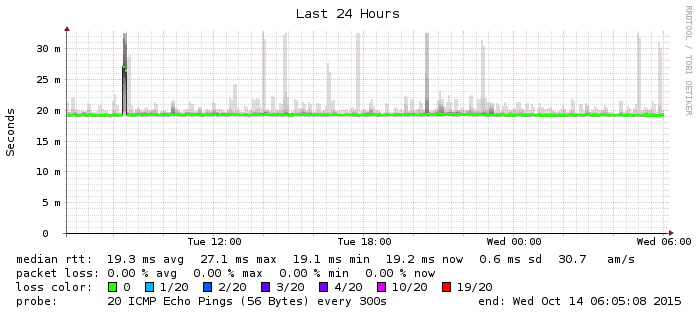 Last 24 Hours
RRDTOOL / TOBI OETIKER
Seconds
30 m
25 m
20 m
15 m
10 m
5 m
0
Tue 12:00 Tue 18:00 Wed 00:00 Wed 06:00
median rtt: 19.3 ms avg 27.1 ms max 19.1 ms min 19.2 ms now 0.6 ms sd 30.7 am/s
packet loss: 0.00 % avg 0.00 % max 0.00 % min 0.00 % now
loss color: 0 1/20 2/20 3/20 4/20 10/20 19/20
probe: 20 ICMP Echo Pings (56 Bytes) every 300s end: Wed Oct 14 06:05:08 2015